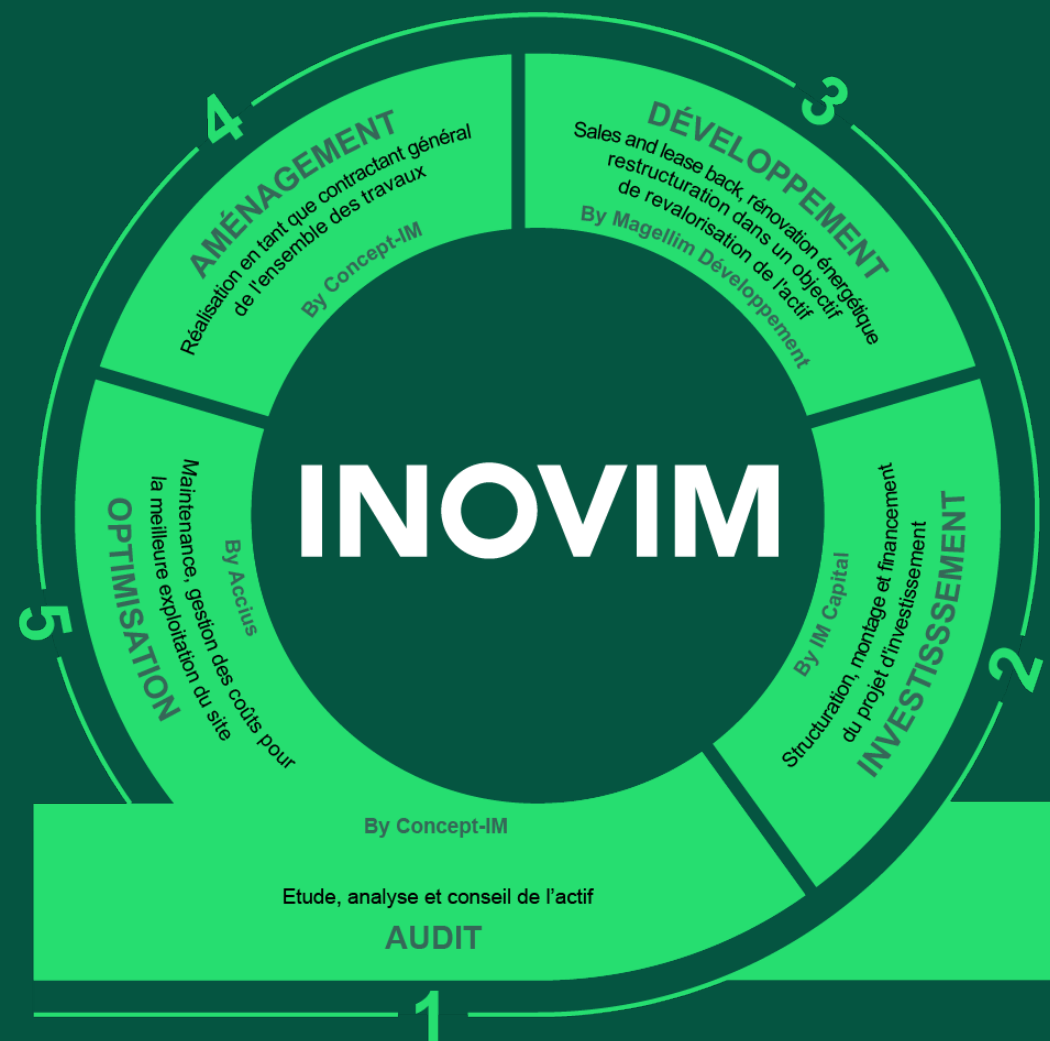 INOVIM
1
AUDIT
Etude, analyse et conseil de l'actif
By Concept-IM
2
INVESTISSSEMENT
Structuration, montage et financement
du projet d'investissement
By IM Capital
3
DÉVELOPPEMENT
Sales and lease back, rénovation énergétique
restructuration dans un objectif
de revalorisation de l'actif
By Magellim Développement
4
AMÉNAGEMENT
Réalisation en tant que contractant général
de l'ensemble des travaux
By Concept-IM
5
OPTIMISATION
Maintenance, gestion des coûts pour
la meilleure exploitation du site
By Accius